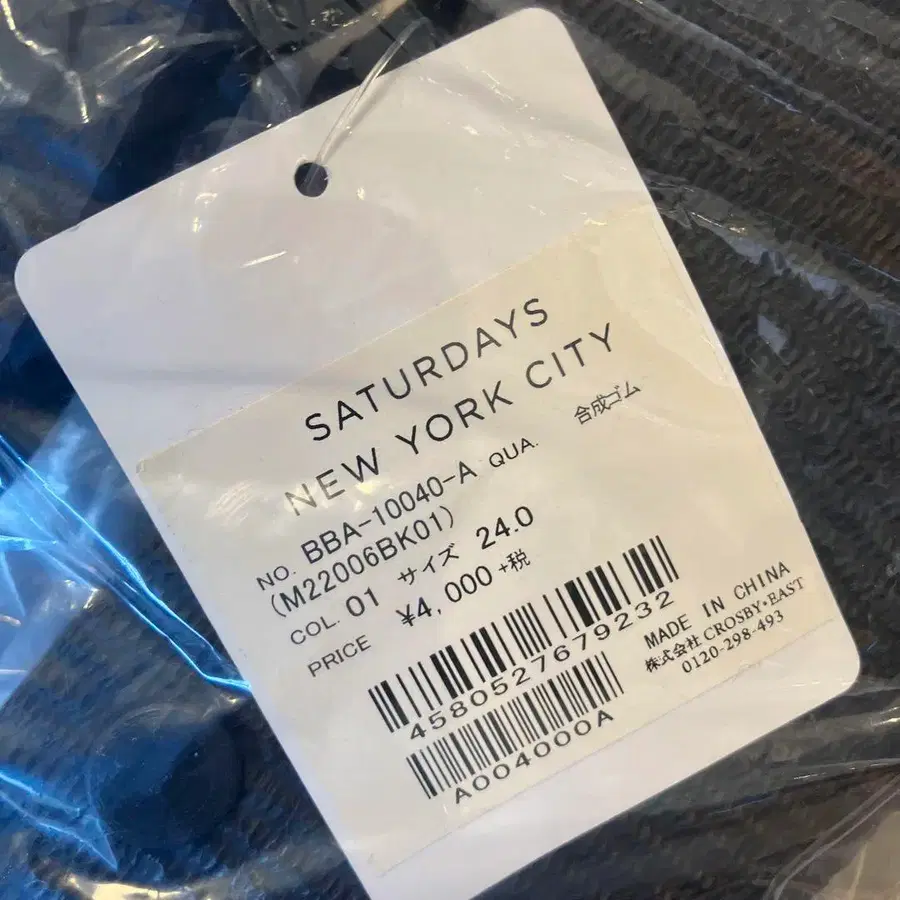 SATURDAYS
NEW YORK CITY
NO. BBA-10040-A QUA. 合成ゴム
(M22006BK01)
COL. 01 サイズ 24.0
PRICE ¥4,000 +税
4580527679232
A004000A
MADE IN CHINA
株式会社 CROSBY・EAST
0120-298-493